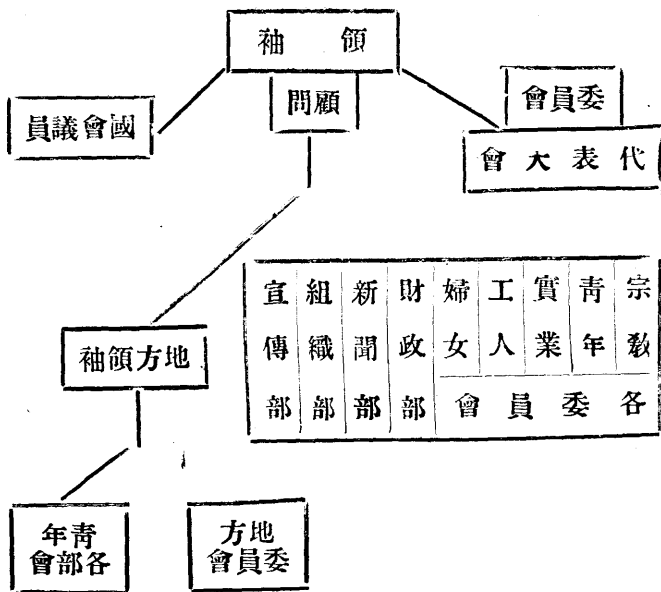 領袖
顧問
委員會
國會議員
代表大會
宗教
青年
實業
工人
婦女
各委員會
財政部
新聞部
組織部
宣傳部
地方領袖
地方
委員會
青年
各部會